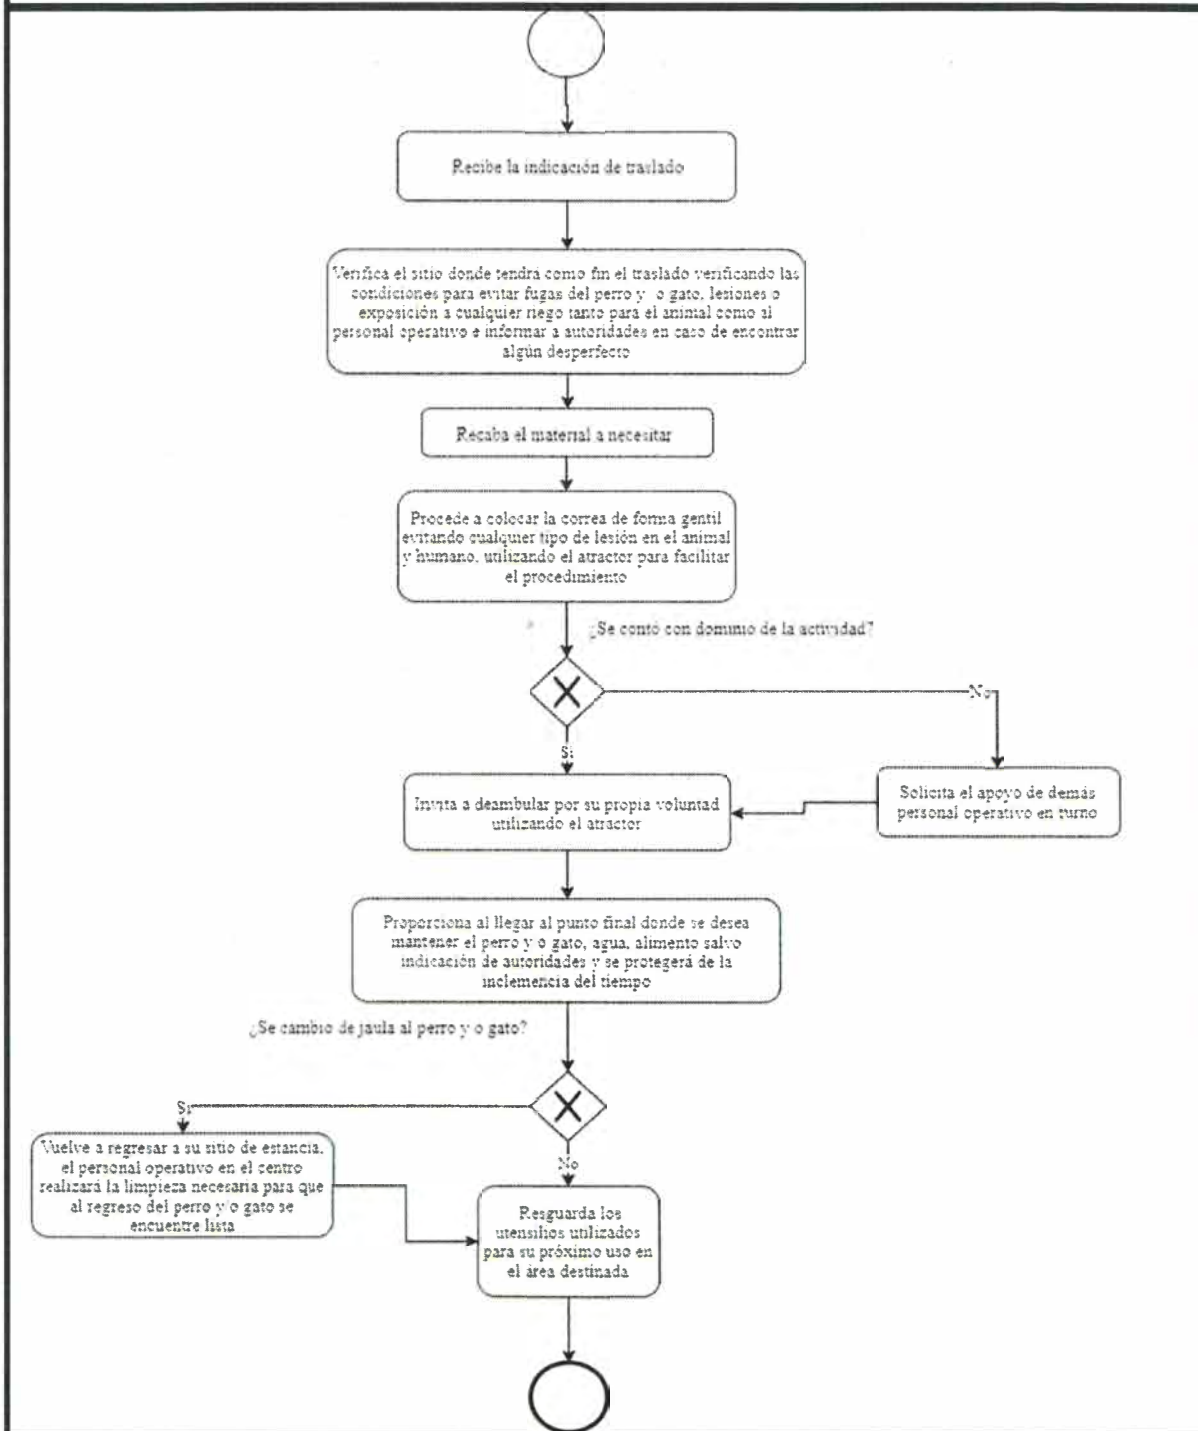 Recibe la indicación de traslado
Verifica el sitio donde tendrá como fin el traslado verificando las
condiciones para evitar fugas del perro y o gato, lesiones o
exposición a cualquier riego tanto para el animal como al
personal operativo e informar a autoridades en caso de encontrar
algún desperfecto
Recaba el material a necesitar
Procede a colocar la correa de forma gentil
evitando cualquier tipo de lesión en el animal
y humano, utilizando el atractor para facilitar
el procedimiento
¿Se contó con dominio de la actividad?
No
Si
Invita a deambular por su propia voluntad
utilizando el atractor
Solicita el apoyo de demás
personal operativo en turno
Proporciona al llegar al punto final donde se desea
mantener el perro y o gato, agua, alimento salvo
indicación de autoridades y se protegerá de la
inclemencia del tiempo
¿Se cambio de jaula al perro y o gato?
Si
Vuelve a regresar a su sitio de estancia,
el personal operativo en el centro
realizará la limpieza necesaria para que
al regreso del perro y/o gato se
encuentre lista
No
Resguarda los
utensilios utilizados
para su próximo uso en
el área destinada